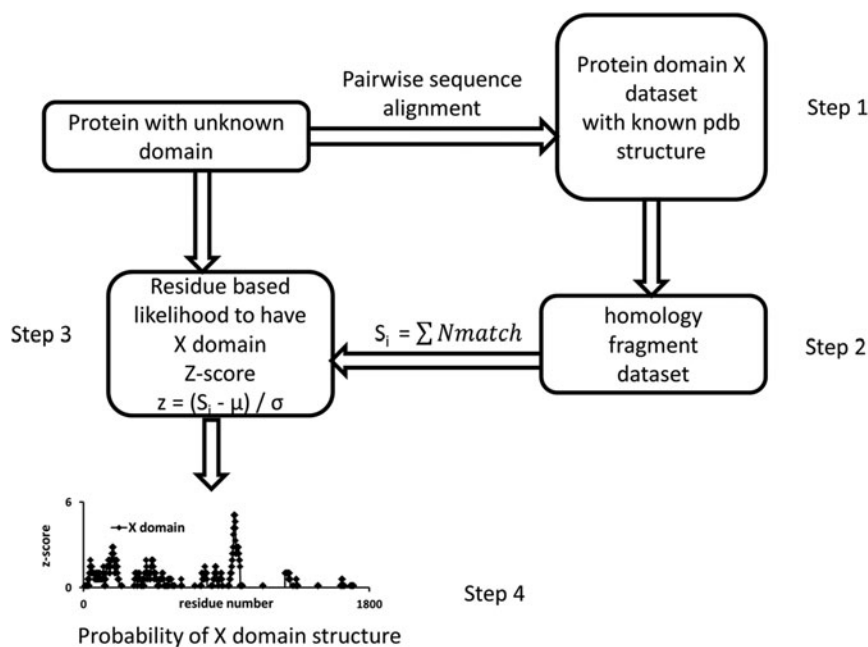 Pairwise sequence
alignment
Protein with unknown
domain
Protein domain X
dataset
with known pdb
structure
Step 1
Step 3
Residue based
likelihood to have
X domain
Z-score
z = (Sᵢ - μ) / σ
Sᵢ = ∑ Nmatch
homology
fragment
dataset
Step 2
6
X domain
z-score
0
0
residue number
1800
Step 4
Probability of X domain structure